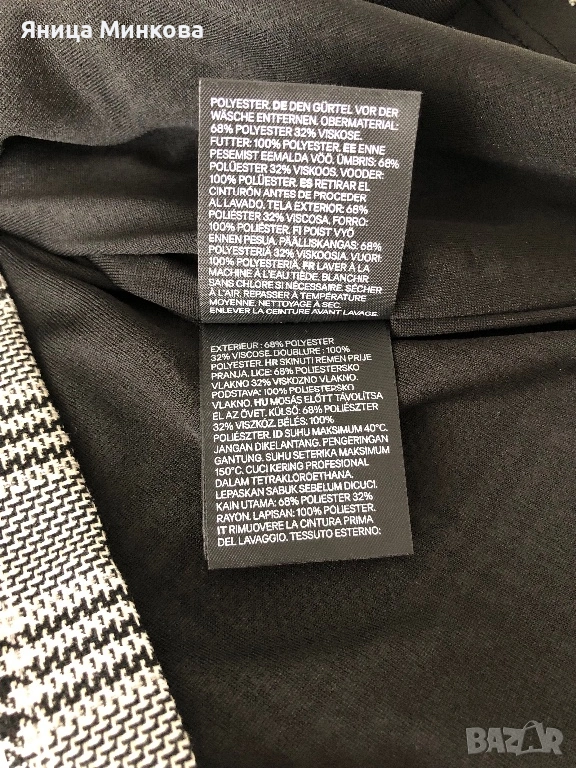 Яница Минкова
POLYESTER. DE DEN GÜRTEL VOR DER
WÄSCHE ENTFERNEN. OBERMATERIAL:
68% POLYESTER 32% VISKOSE.
FUTTER: 100% POLYESTER. EE ENNE
PESEMIST EEMALDA VÖÖ. ÜMBRIS: 68%
POLÜESTER 32% VISKOOS. VOODER:
100% POLÜESTER. ES RETIRAR EL
CINTURÓN ANTES DE PROCEDER
AL LAVADO. TELA EXTERIOR: 68%
POLIÉSTER 32% VISCOSA. FORRO:
100% POLIÉSTER. FI POIST VYÖ
ENNEN PESUA. PÄÄLLISKANGAS: 68%
POLYESTERIÄ 32% VISKOOSIA. VUORI:
100% POLYESTERIÄ. FR LAVER À LA
MACHINE À L'EAU TIÈDE. BLANCHIR
SANS CHLORE SI NÉCESSAIRE. SÉCHER
À L'AIR. REPASSER À TEMPÉRATURE
MOYENNE. NETTOYAGE À SEC.
ENLEVER LA CEINTURE AVANT LAVAGE.
EXTERIEUR : 68% POLYESTER
32% VISCOSE. DOUBLURE : 100%
POLYESTER. HR SKINUTI REMEN PRIJE
PRANJA. LICE: 68% POLIESTERSKO
VLAKNO 32% VISKOZNO VLAKNO.
PODSTAVA: 100% POLIESTERSKO
VLAKNO. HU MOSÁS ELŐTT TÁVOLÍTSA
EL AZ ÖVET. KÜLSŐ: 68% POLIÉSZTER
32% VISZKÓZ. BÉLÉS: 100%
POLIÉSZTER. ID SUHU MAKSIMUM 40°C.
JANGAN DIKELANTANG. PENGERINGAN
GANTUNG. SUHU SETERIKA MAKSIMUM
150°C. CUCI KERING PROFESIONAL
DALAM TETRAKLOROETHANA.
LEPASKAN SABUK SEBELUM DICUCI.
KAIN UTAMA: 68% POLIESTER 32%
RAYON. LAPISAN: 100% POLIESTER.
IT RIMUOVERE LA CINTURA PRIMA
DEL LAVAGGIO. TESSUTO ESTERNO:
BAZAR